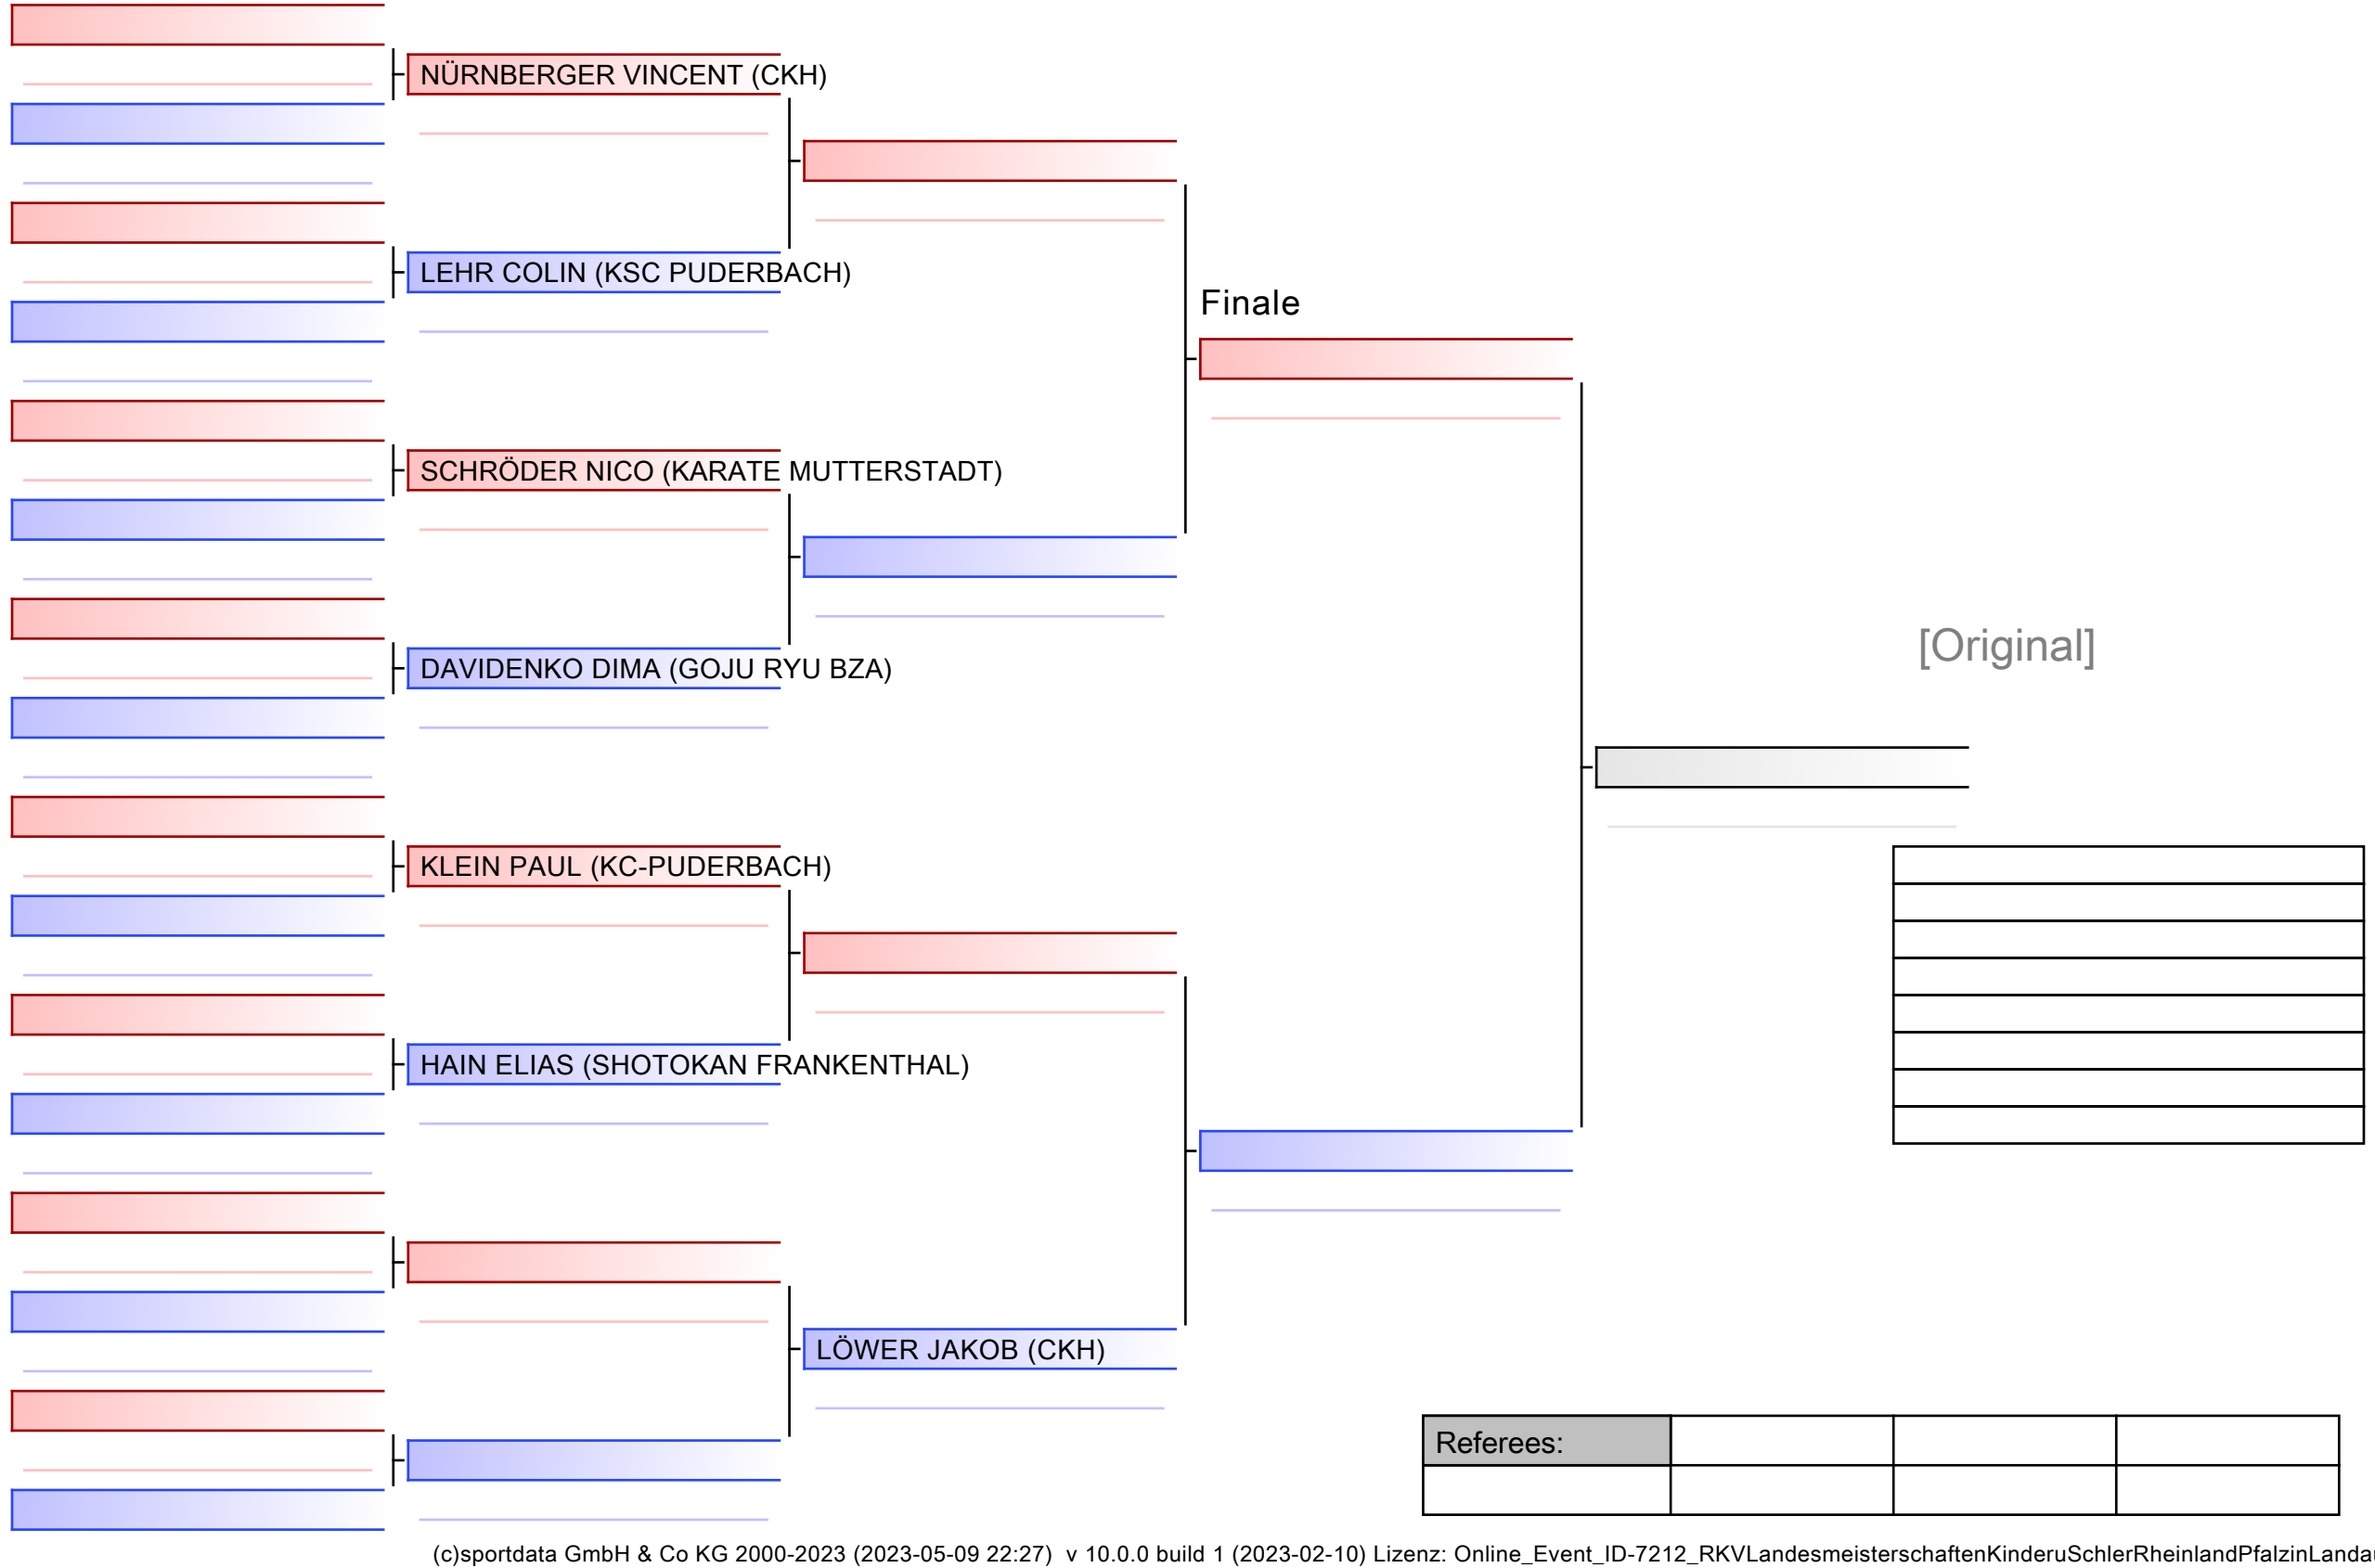 NÜRNBERGER VINCENT (CKH)
LEHR COLIN (KSC PUDERBACH)
Finale
SCHRÖDER NICO (KARATE MUTTERSTADT)
[Original]
DAVIDENKO DIMA (GOJU RYU BZA)
KLEIN PAUL (KC-PUDERBACH)
HAIN ELIAS (SHOTOKAN FRANKENTHAL)
LÖWER JAKOB (CKH)
Referees:
(c)sportdata GmbH & Co KG 2000-2023 (2023-05-09 22:27) v 10.0.0 build 1 (2023-02-10) Lizenz: Online_Event_ID-7212_RKVLandesmeisterschaftenKinderuSchlerRheinlandPfalzinLanda